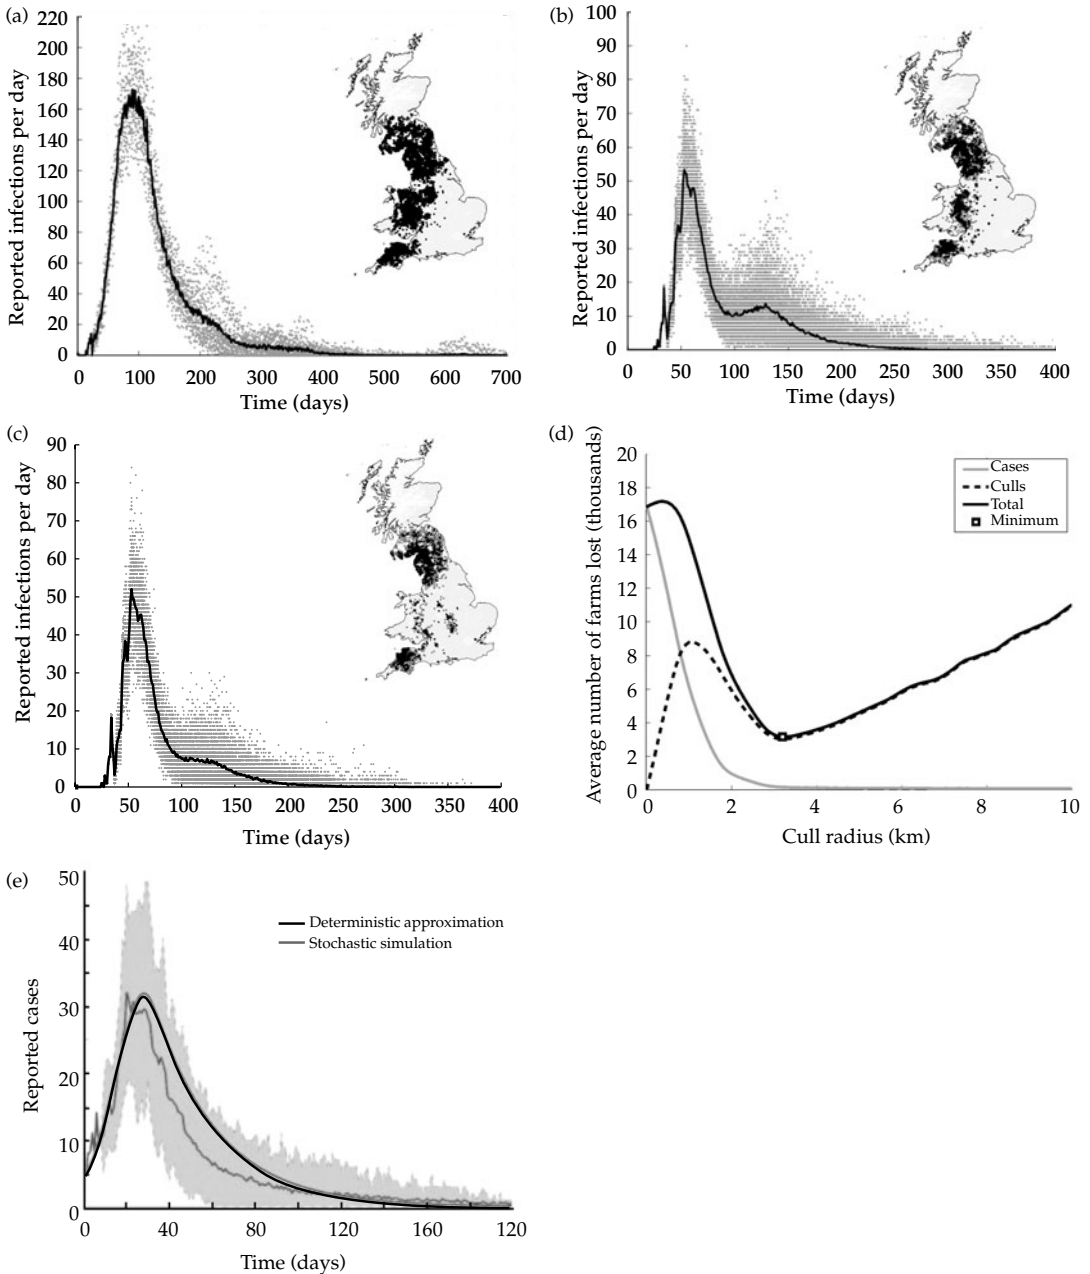 (a)
Reported infections per day
220
200
180
160
140
120
100
80
60
40
20
0
0 100 200 300 400 500 600 700
Time (days)
(b)
Reported infections per day
100
90
80
70
60
50
40
30
20
10
0
0 50 100 150 200 250 300 350 400
Time (days)
(c)
Reported infections per day
90
80
70
60
50
40
30
20
10
0
0 50 100 150 200 250 300 350 400
Time (days)
(d)
Average number of farms lost (thousands)
20
18
16
14
12
10
8
6
4
2
0
0 2 4 6 8 10
Cull radius (km)
Cases
Culls
Total
Minimum
(e)
Reported cases
50
40
30
20
10
0
0 20 40 80 120 160 120
Time (days)
Deterministic approximation
Stochastic simulation